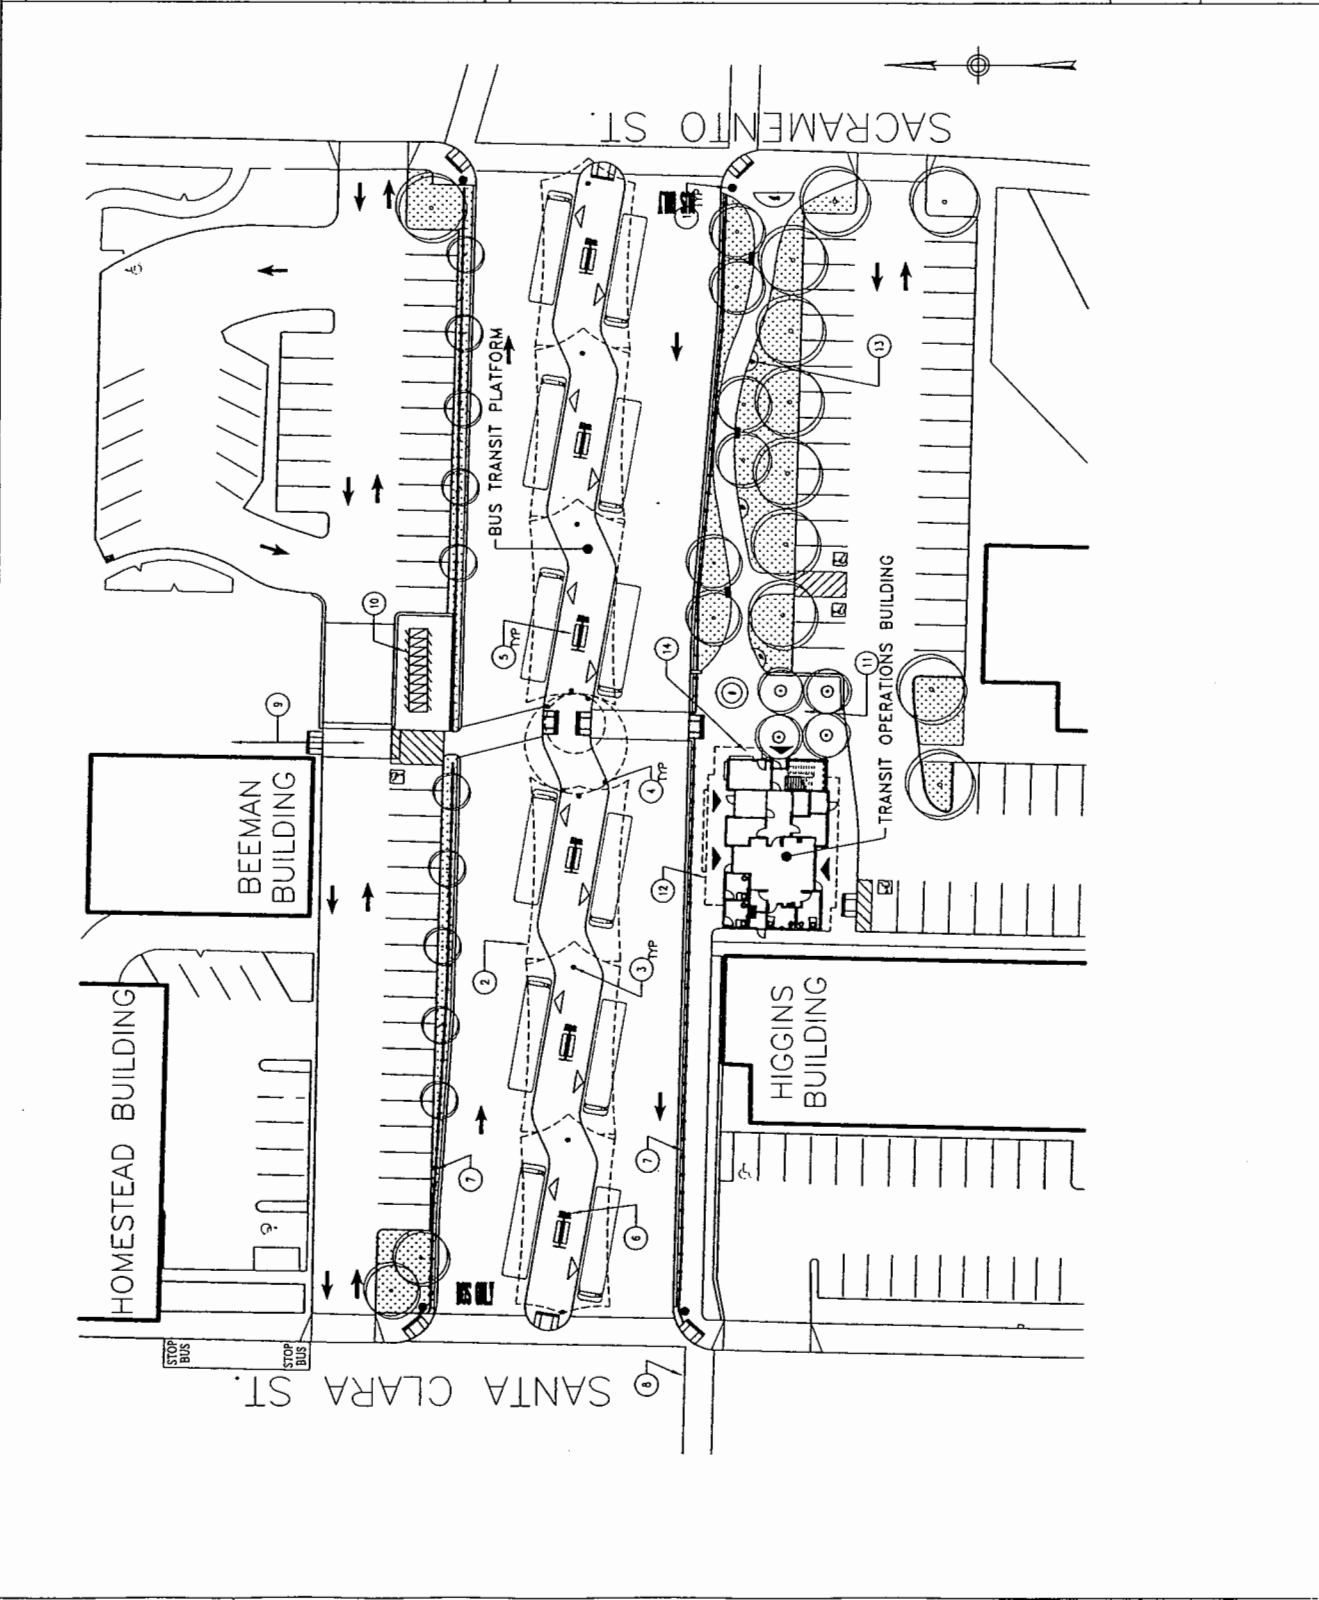 SACRAMENTO ST.
1
TYP
BUS ONLY
13
BUS TRANSIT PLATFORM
10
5
TYP
14
11
TRANSIT OPERATIONS BUILDING
9
4
TYP
BEEMAN
BUILDING
12
2
3
TYP
HOMESTEAD BUILDING
HIGGINS
BUILDING
7
7
6
BUS ONLY
STOP
BUS
STOP
BUS
SANTA CLARA ST.
8